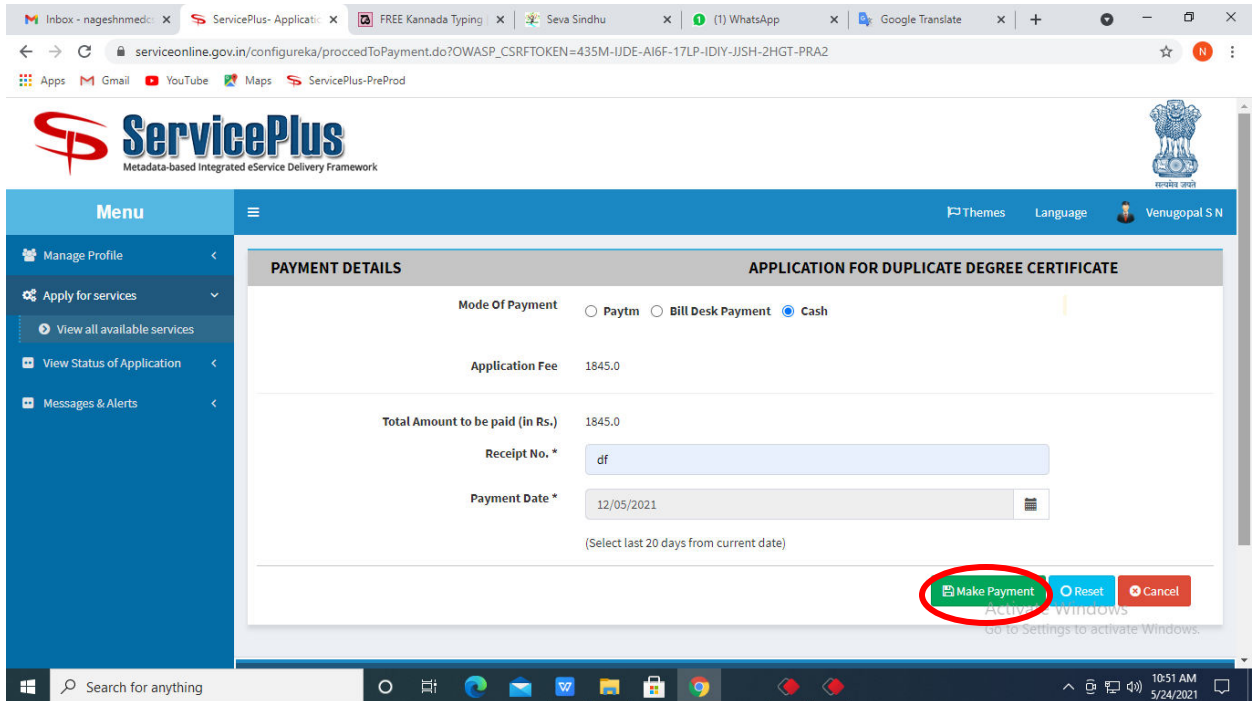 Inbox - nageshnmedc
ServicePlus- Applicatic
FREE Kannada Typing
Seva Sindhu
(1) WhatsApp
Google Translate
serviceonline.gov.in/configureka/proccedToPayment.do?OWASP_CSRFTOKEN=435M-IJDE-AI6F-17LP-IDIY-JJSH-2HGT-PRA2
N
Apps Gmail YouTube Maps ServicePlus-PreProd
ServicePlus
Metadata-based Integrated eService Delivery Framework
सत्यमेव जयते
Menu
Themes Language Venugopal S N
Manage Profile
Apply for services
View all available services
View Status of Application
Messages & Alerts
PAYMENT DETAILS APPLICATION FOR DUPLICATE DEGREE CERTIFICATE
Mode Of Payment Paytm Bill Desk Payment Cash
Application Fee 1845.0
Total Amount to be paid (in Rs.) 1845.0
Receipt No. * df
Payment Date * 12/05/2021
(Select last 20 days from current date)
Make Payment Reset Cancel
Activate Windows
Go to Settings to activate Windows.
Search for anything
10:51 AM
5/24/2021